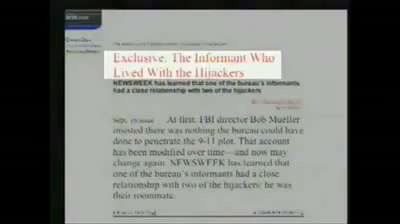 Exclusive: The Informant Who
Lived With the Hijackers
NEWSWEEK has learned that one of the bureau's informants
had a close relationship with two of the hijackers
At first, FBI director Bob Mueller
insisted there was nothing the bureau could have
done to penetrate the 9-11 plot. That account
has been modified over time—and now may
change again. NEWSWEEK has learned that
one of the bureau's informants had a close
relationship with two of the hijackers: he was
their roommate.